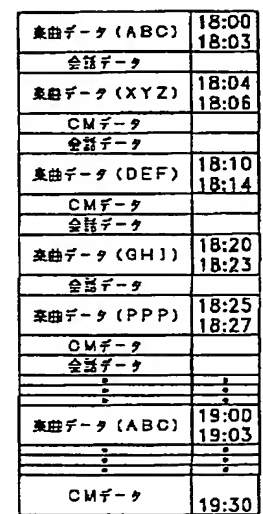 楽曲データ(ABC) 18:00
18:03
会話データ
楽曲データ(XYZ) 18:04
18:06
CMデータ
会話データ
楽曲データ(DEF) 18:10
18:14
CMデータ
会話データ
楽曲データ(GHI) 18:20
18:23
会話データ
楽曲データ(PPP) 18:25
18:27
CMデータ
会話データ
楽曲データ(ABC) 19:00
19:03
CMデータ 19:30